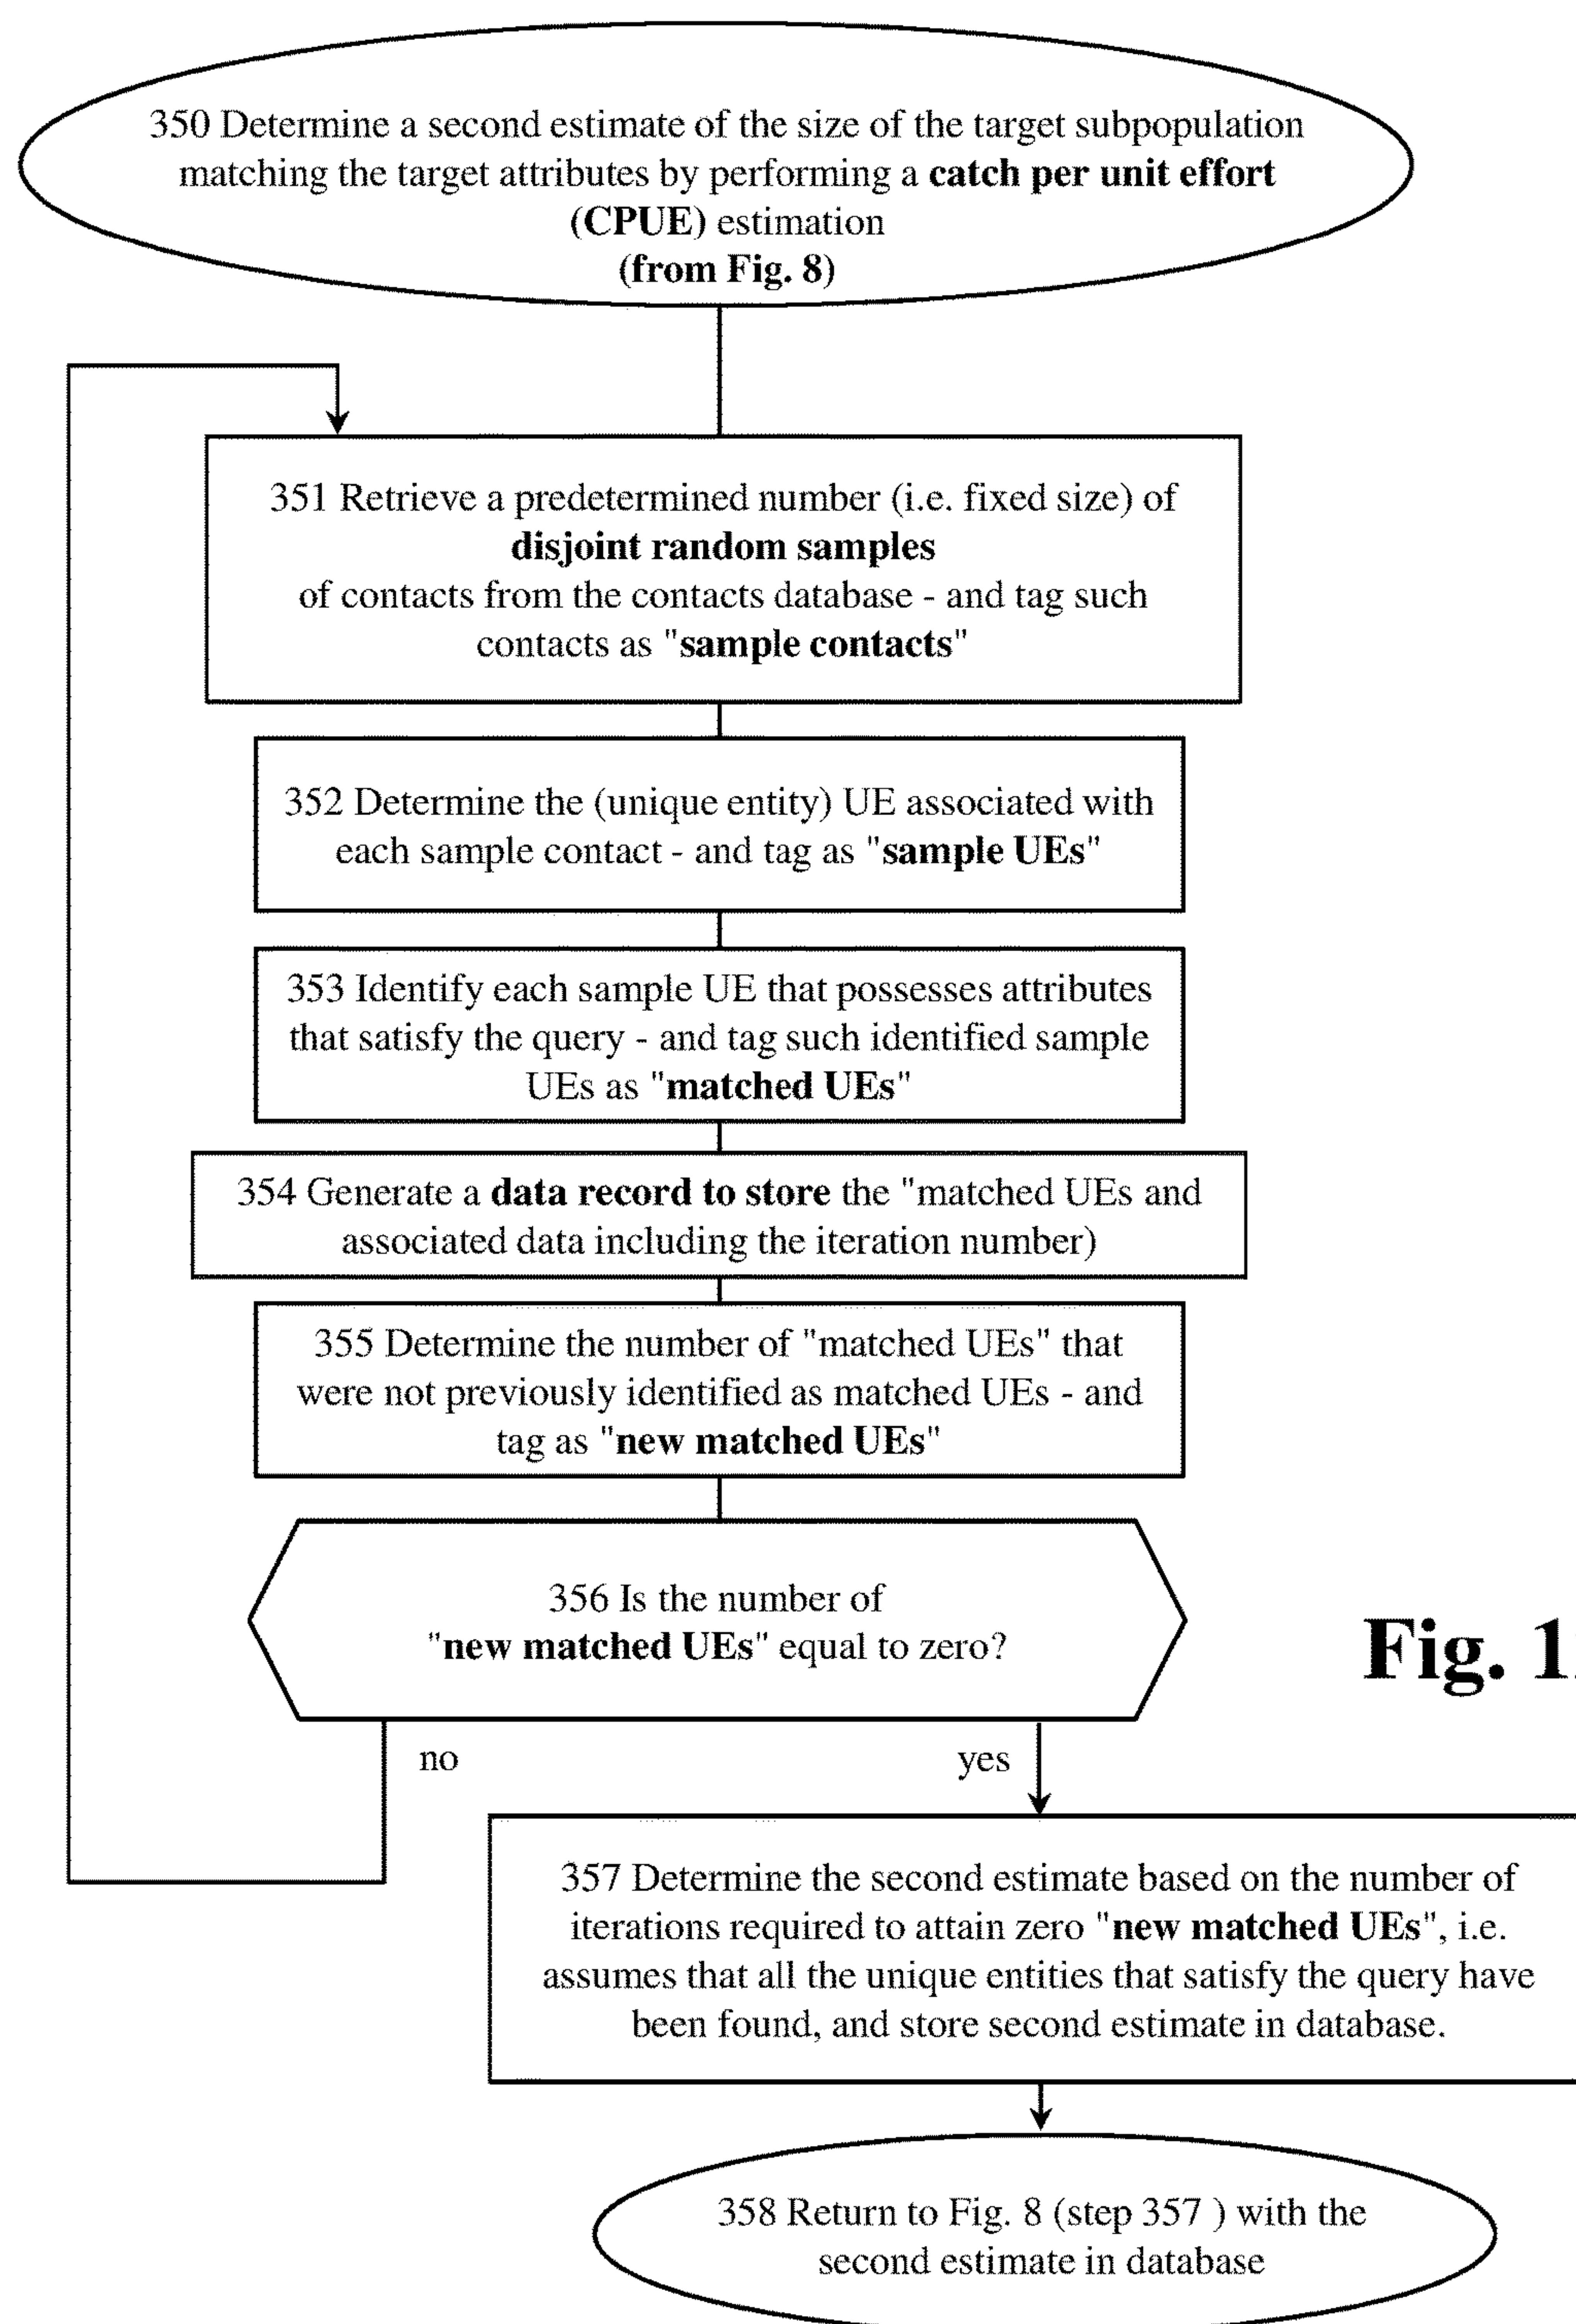 350 Determine a second estimate of the size of the target subpopulation
matching the target attributes by performing a catch per unit effort
(CPUE) estimation
(from Fig. 8)
351 Retrieve a predetermined number (i.e. fixed size) of
disjoint random samples
of contacts from the contacts database - and tag such
contacts as "sample contacts"
352 Determine the (unique entity) UE associated with
each sample contact - and tag as "sample UEs"
353 Identify each sample UE that possesses attributes
that satisfy the query - and tag such identified sample
UEs as "matched UEs"
354 Generate a data record to store the "matched UEs and
associated data including the iteration number)
355 Determine the number of "matched UEs" that
were not previously identified as matched UEs - and
tag as "new matched UEs"
356 Is the number of
"new matched UEs" equal to zero?
Fig.
no
yes
357 Determine the second estimate based on the number of
iterations required to attain zero "new matched UEs", i.e.
assumes that all the unique entities that satisfy the query have
been found, and store second estimate in database.
358 Return to Fig. 8 (step 357 ) with the
second estimate in database